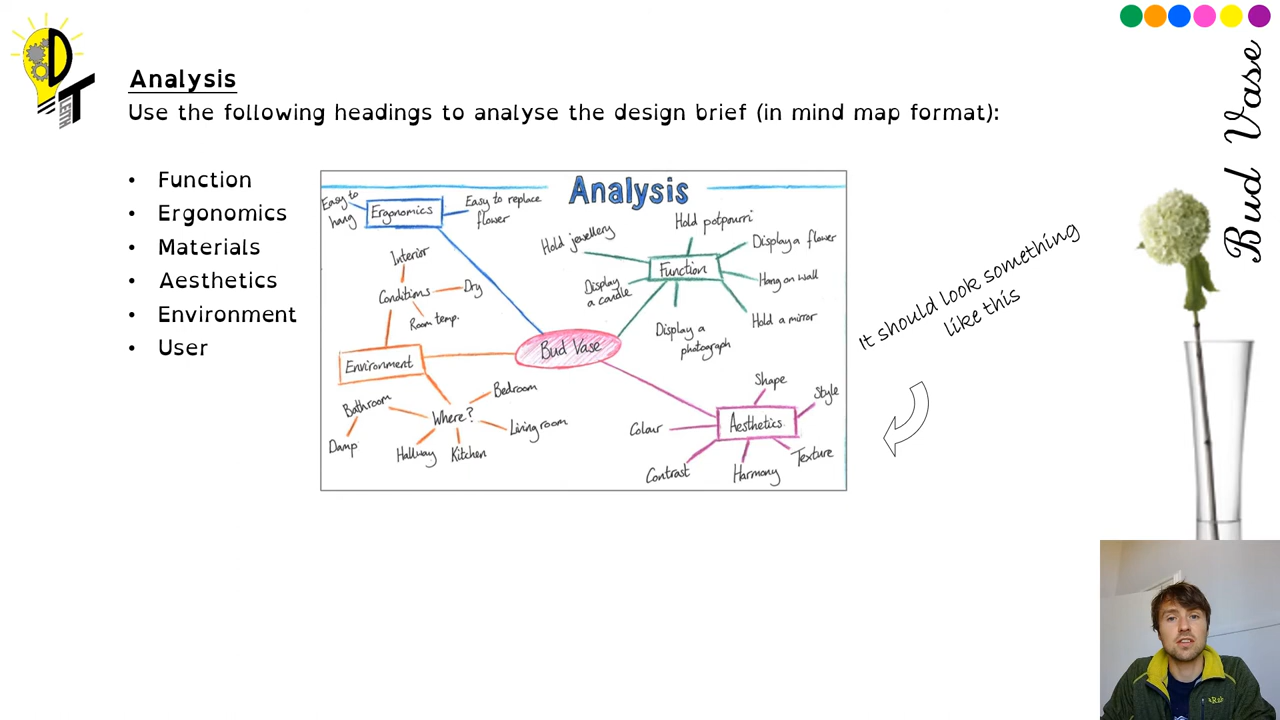 Analysis
Use the following headings to analyse the design brief (in mind map format):
• Function
• Ergonomics
• Materials
• Aesthetics
• Environment
• User
Analysis
Easy to
hang
Ergonomics
Easy to replace
flower
Interior
Conditions
Dry
Room temp.
Environment
Bathroom
Damp
Where?
Bedroom
Living room
Hallway
Kitchen
Bud Vase
Hold jewellery
Hold potpourri
Display a flower
Function
Hang on wall
Display
a candle
Hold a mirror
Display a
photograph
Shape
Style
Colour
Aesthetics
Texture
Contrast
Harmony
It should look something
like this
Bud Vase
DT
Rab